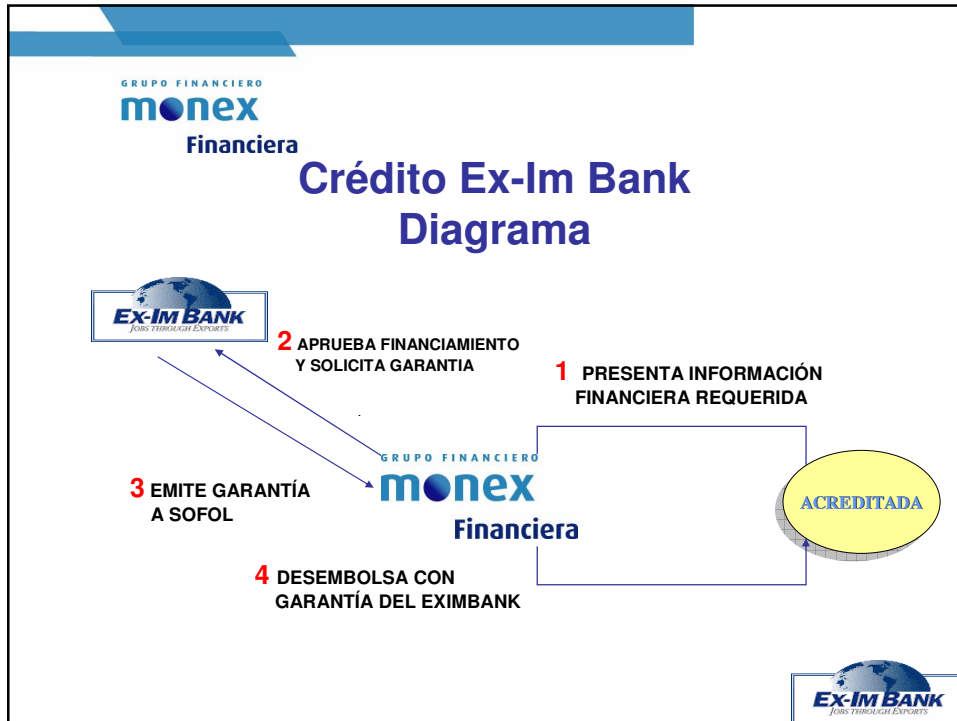 GRUPO FINANCIERO
monex
Financiera
Crédito Ex-Im Bank
Diagrama
EX-IM BANK
JOBS THROUGH EXPORTS
2 APRUEBA FINANCIAMIENTO
Y SOLICITA GARANTIA
1 PRESENTA INFORMACIÓN
FINANCIERA REQUERIDA
GRUPO FINANCIERO
monex
Financiera
3 EMITE GARANTÍA
A SOFOL
ACREDITADA
4 DESEMBOLSA CON
GARANTÍA DEL EXIMBANK
EX-IM BANK
JOBS THROUGH EXPORTS